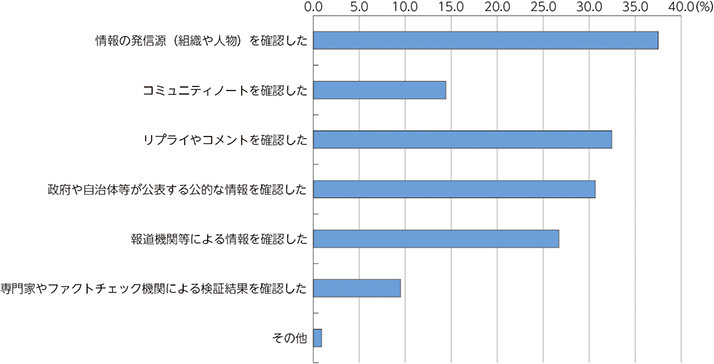 0.0 5.0 10.0 15.0 20.0 25.0 30.0 35.0 40.0(%)
情報の発信源（組織や人物）を確認した
コミュニティノートを確認した
リプライやコメントを確認した
政府や自治体等が公表する公的な情報を確認した
報道機関等による情報を確認した
専門家やファクトチェック機関による検証結果を確認した
その他